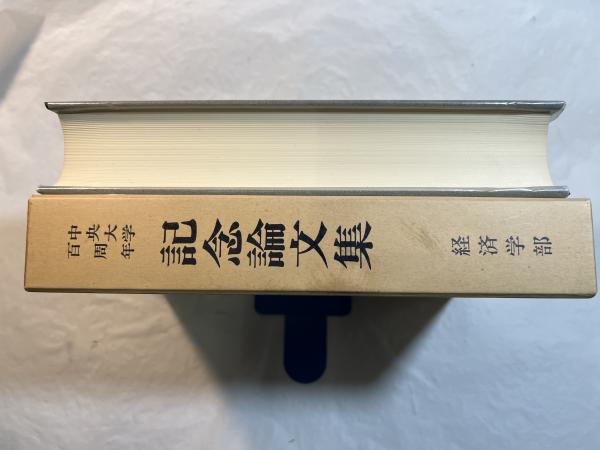 中央大学
百周年
記念論文集
経済学部